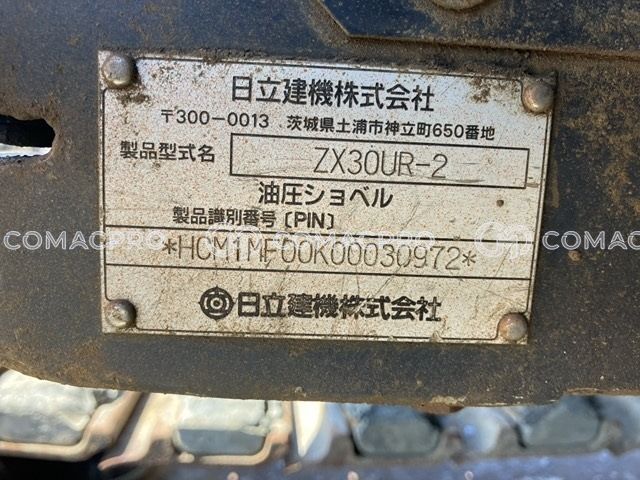 日立建機株式会社
〒300-0013 茨城県土浦市神立町650番地
製品型式名 ZX30UR-2
油圧ショベル
製品識別番号〔PIN〕
*HCM1MF00K00030972*
日立建機株式会社
COMACPRO COMACPRO COMACPRO